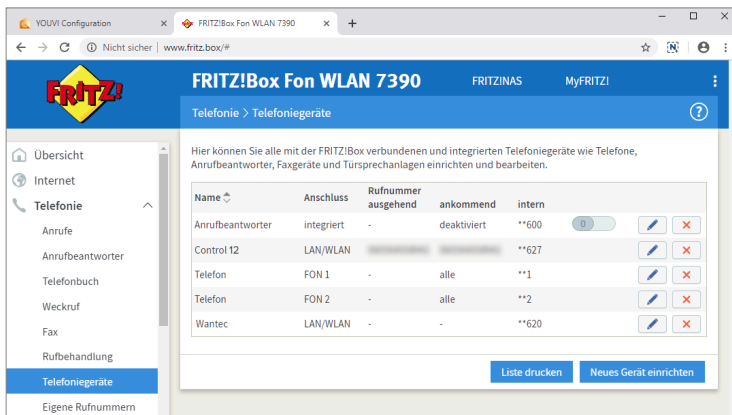 YOUVI Configuration
FRITZ!Box Fon WLAN 7390
Nicht sicher | www.fritz.box/#
FRITZ!
FRITZ!Box Fon WLAN 7390 FRITZ!NAS MyFRITZ!
Telefonie > Telefoniegeräte
Übersicht
Internet
Telefonie
Anrufe
Anrufbeantworter
Telefonbuch
Weckruf
Fax
Rufbehandlung
Telefoniegeräte
Eigene Rufnummern
Hier können Sie alle mit der FRITZ!Box verbundenen und integrierten Telefoniegeräte wie Telefone,
Anrufbeantworter, Faxgeräte und Türsprechanlagen einrichten und bearbeiten.
Name Anschluss Rufnummer ausgehend ankommend intern
Anrufbeantworter integriert - deaktiviert **600 0
Control 12 LAN/WLAN **627
Telefon FON 1 - alle **1
Telefon FON 2 - alle **2
Wantec LAN/WLAN - - **620
Liste drucken Neues Gerät einrichten